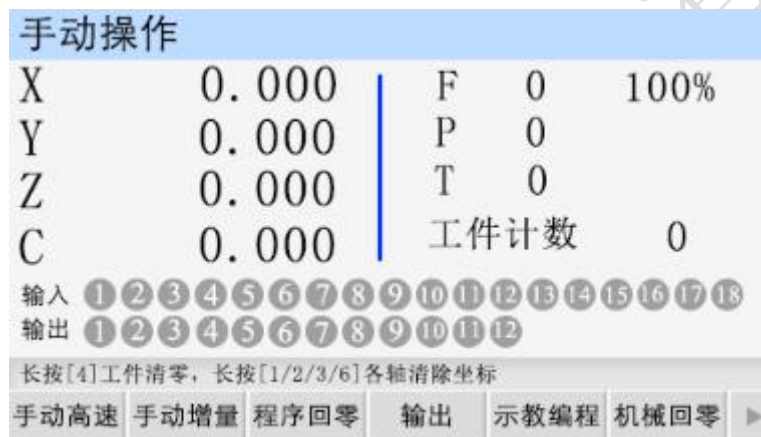 手动操作
X 0.000 F 0 100%
Y 0.000 P 0
Z 0.000 T 0
C 0.000 工件计数 0
输入 1 2 3 4 5 6 7 8 9 10 11 12 13 14 15 16 17 18
输出 1 2 3 4 5 6 7 8 9 10 11 12
长按[4]工件清零，长按[1/2/3/6]各轴清除坐标
手动高速 手动增量 程序回零 输出 示教编程 机械回零